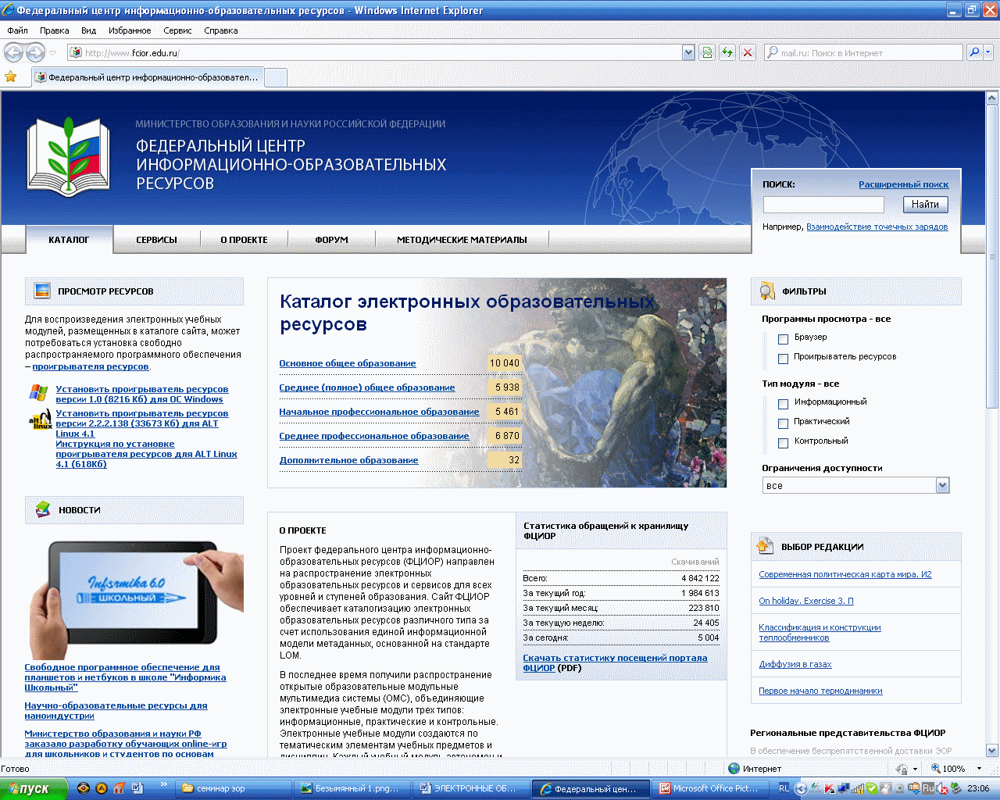 Федеральный центр информационно-образовательных ресурсов - Windows Internet Explorer
Файл Правка Вид Избранное Сервис Справка
http://www.fcior.edu.ru/
mail.ru: Поиск в Интернет
Федеральный центр информационно-образовател...
МИНИСТЕРСТВО ОБРАЗОВАНИЯ И НАУКИ РОССИЙСКОЙ ФЕДЕРАЦИИ
ФЕДЕРАЛЬНЫЙ ЦЕНТР
ИНФОРМАЦИОННО-ОБРАЗОВАТЕЛЬНЫХ
РЕСУРСОВ
ПОИСК: Расширенный поиск
Найти
Например, Взаимодействие точечных зарядов
КАТАЛОГ СЕРВИСЫ О ПРОЕКТЕ ФОРУМ МЕТОДИЧЕСКИЕ МАТЕРИАЛЫ
ПРОСМОТР РЕСУРСОВ
Для воспроизведения электронных учебных
модулей, размещенных в каталоге сайта, может
потребоваться установка свободно
распространяемого программного обеспечения
– проигрывателя ресурсов.
Установить проигрыватель ресурсов
версии 1.0 (8216 Кб) для ОС Windows
alt linux
Установить проигрыватель ресурсов
версии 2.2.2.138 (33673 Кб) для ALT
Linux 4.1
Инструкция по установке
проигрывателя ресурсов для ALT Linux
4.1 (618Кб)
НОВОСТИ
Infsrmika 6.0
ШКОЛЬНЫЙ
Свободное программное обеспечение для
планшетов и нетбуков в школе "Информика
Школьный"
Научно-образовательные ресурсы для
наноиндустрии
Министерство образования и науки РФ
заказало разработку обучающих online-игр
для школьников и студентов по основам
Каталог электронных образовательных
ресурсов
Основное общее образование 10 040
Среднее (полное) общее образование 5 938
Начальное профессиональное образование 5 461
Среднее профессиональное образование 6 870
Дополнительное образование 32
О ПРОЕКТЕ
Проект федерального центра информационно-
образовательных ресурсов (ФЦИОР) направлен
на распространение электронных
образовательных ресурсов и сервисов для всех
уровней и ступеней образования. Сайт ФЦИОР
обеспечивает каталогизацию электронных
образовательных ресурсов различного типа за
счет использования единой информационной
модели метаданных, основанной на стандарте
LOM.
В последнее время получили распространение
открытые образовательные модульные
мультимедиа системы (ОМС), объединяющие
электронные учебные модули трех типов:
информационные, практические и контрольные.
Электронные учебные модули создаются по
тематическим элементам учебных предметов и
дисциплин. Каждый учебный модуль автономен и
Статистика обращений к хранилищу
ФЦИОР
Скачиваний
Всего: 4 842 122
За текущий год: 1 984 613
За текущий месяц: 223 810
За текущую неделю: 24 405
За сегодня: 5 004
Скачать статистику посещений портала
ФЦИОР (PDF)
ФИЛЬТРЫ
Программы просмотра - все
Браузер
Проигрыватель ресурсов
Тип модуля - все
Информационный
Практический
Контрольный
Ограничения доступности
все
ВЫБОР РЕДАКЦИИ
Современная политическая карта мира. И2
On holiday. Exercise 3. П
Классификация и конструкции
теплообменников
Диффузия в газах
Первое начало термодинамики
Региональные представительства ФЦИОР
В обеспечение беспрепятственной доставки ЭОР
Готово Интернет 100%
пуск семинар эор Безымянный 1.png... ЭЛЕКТРОННЫЕ ОБ... Федеральный цен... Microsoft Office Pict... RU Ru 23:06